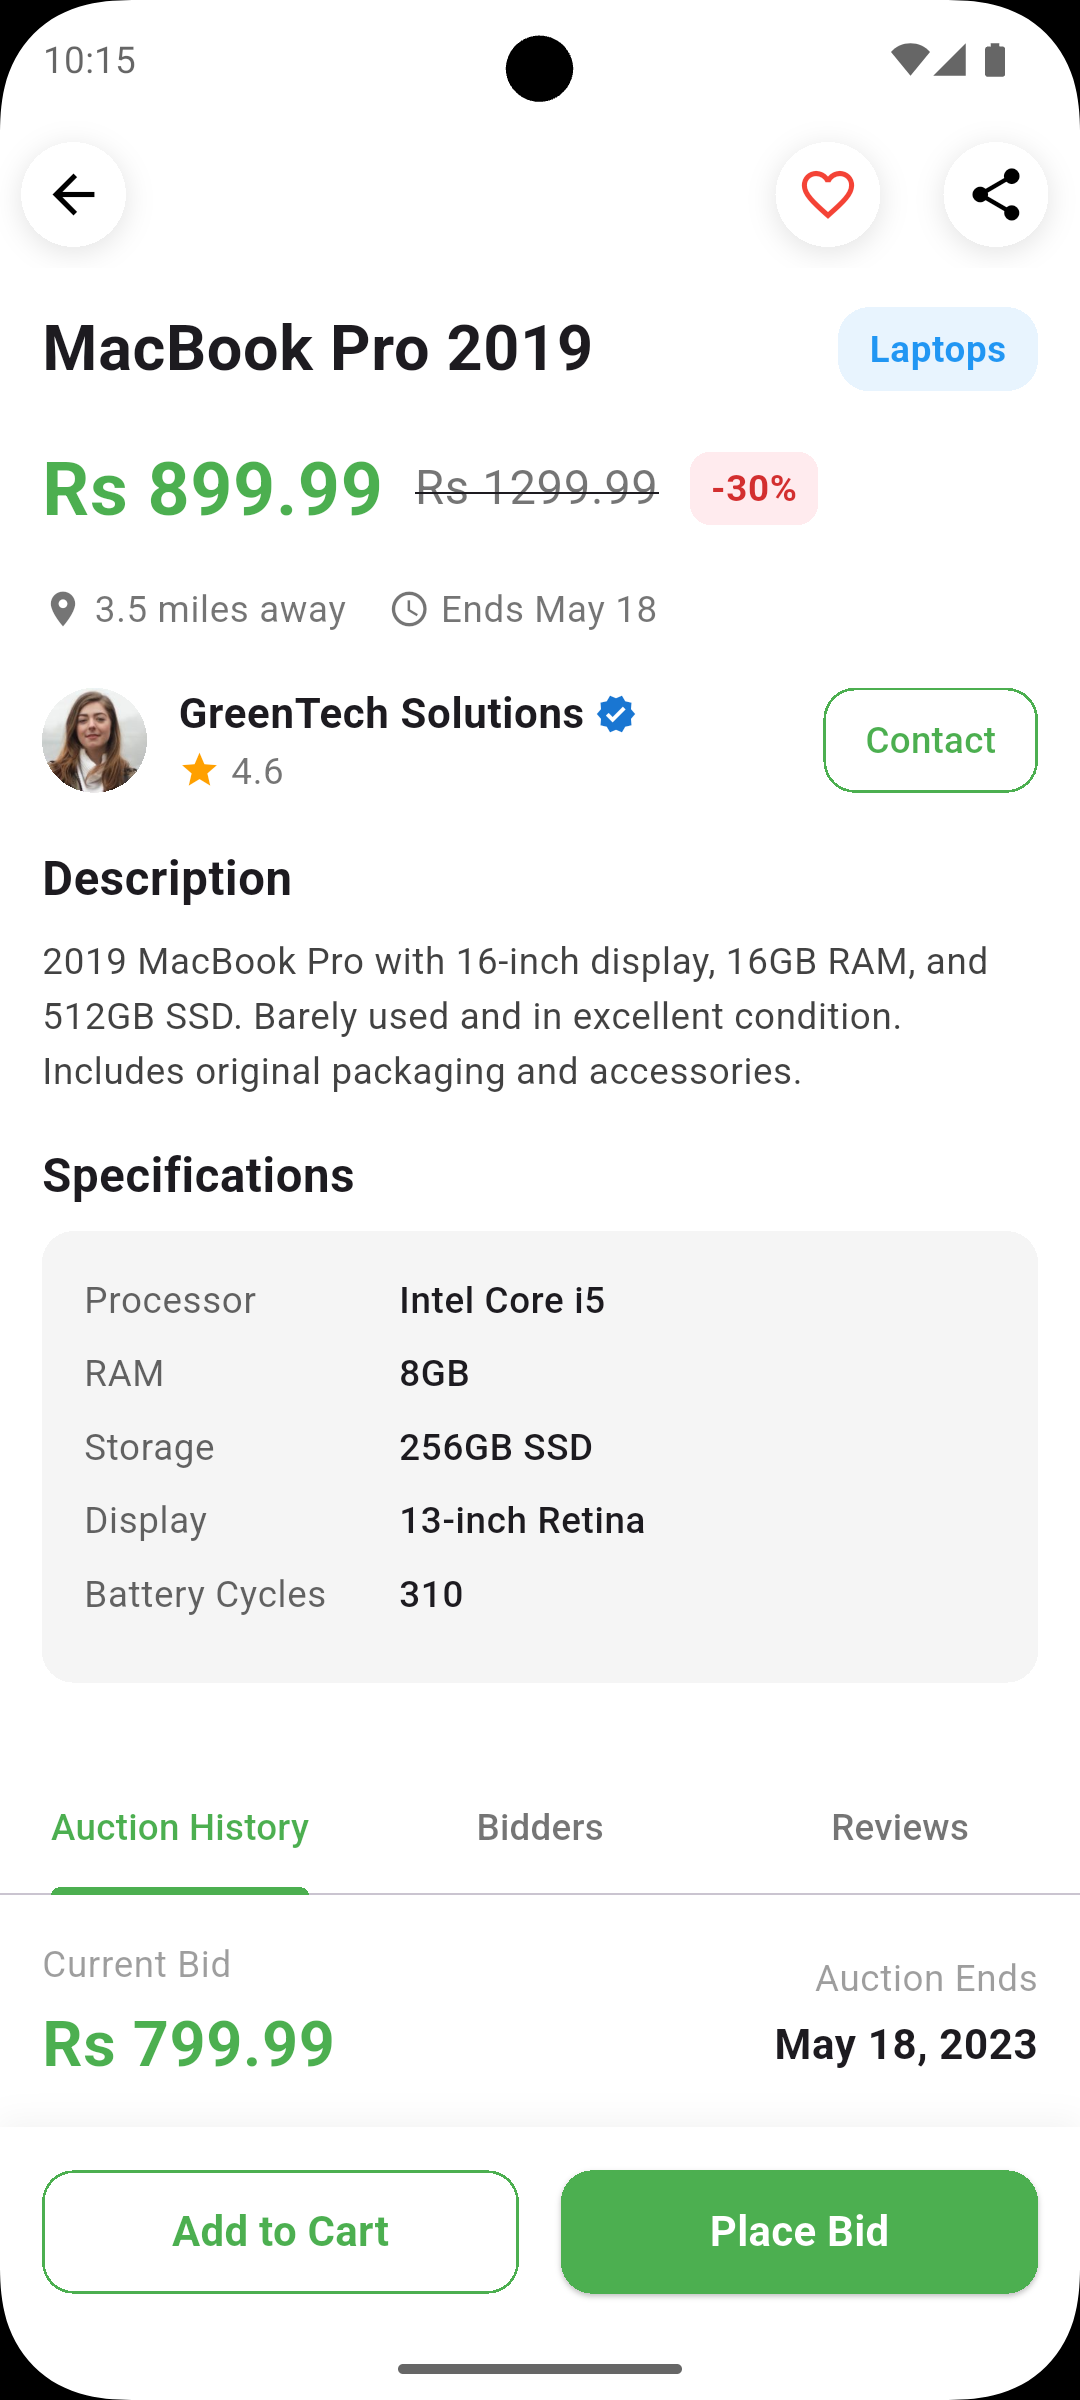 10:15
MacBook Pro 2019
Laptops
Rs 899.99 Rs 1299.99 -30%
3.5 miles away Ends May 18
GreenTech Solutions
4.6
Contact
Description
2019 MacBook Pro with 16-inch display, 16GB RAM, and
512GB SSD. Barely used and in excellent condition.
Includes original packaging and accessories.
Specifications
Processor Intel Core i5
RAM 8GB
Storage 256GB SSD
Display 13-inch Retina
Battery Cycles 310
Auction History Bidders Reviews
Current Bid
Rs 799.99
Auction Ends
May 18, 2023
Add to Cart Place Bid